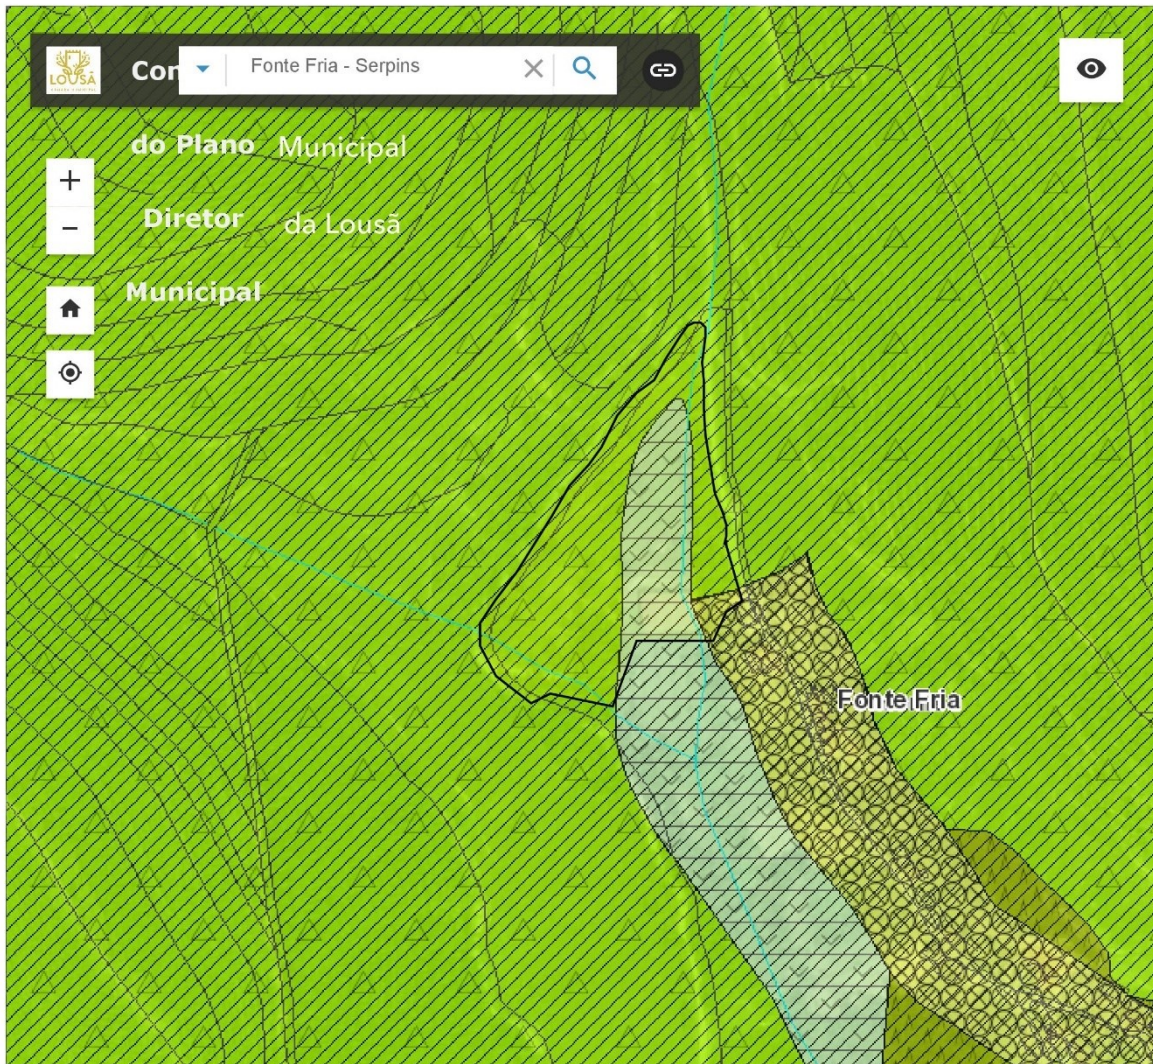 LOUSÃ
Con
Fonte Fria - Serpins
do Plano Municipal
Diretor da Lousã
Municipal
Fonte Fria